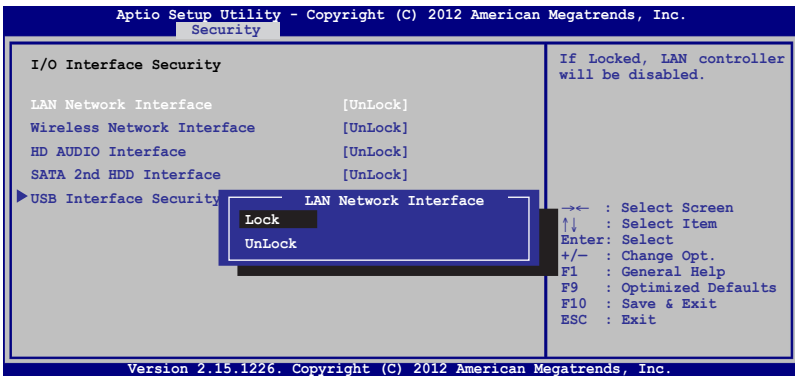 Aptio Setup Utility - Copyright (C) 2012 American Megatrends, Inc.
Security
I/O Interface Security
LAN Network Interface [UnLock]
Wireless Network Interface [UnLock]
HD AUDIO Interface [UnLock]
SATA 2nd HDD Interface [UnLock]
USB Interface Security
LAN Network Interface
Lock
UnLock
If Locked, LAN controller
will be disabled.
→← : Select Screen
↑↓ : Select Item
Enter: Select
+/— : Change Opt.
F1 : General Help
F9 : Optimized Defaults
F10 : Save & Exit
ESC : Exit
Version 2.15.1226. Copyright (C) 2012 American Megatrends, Inc.